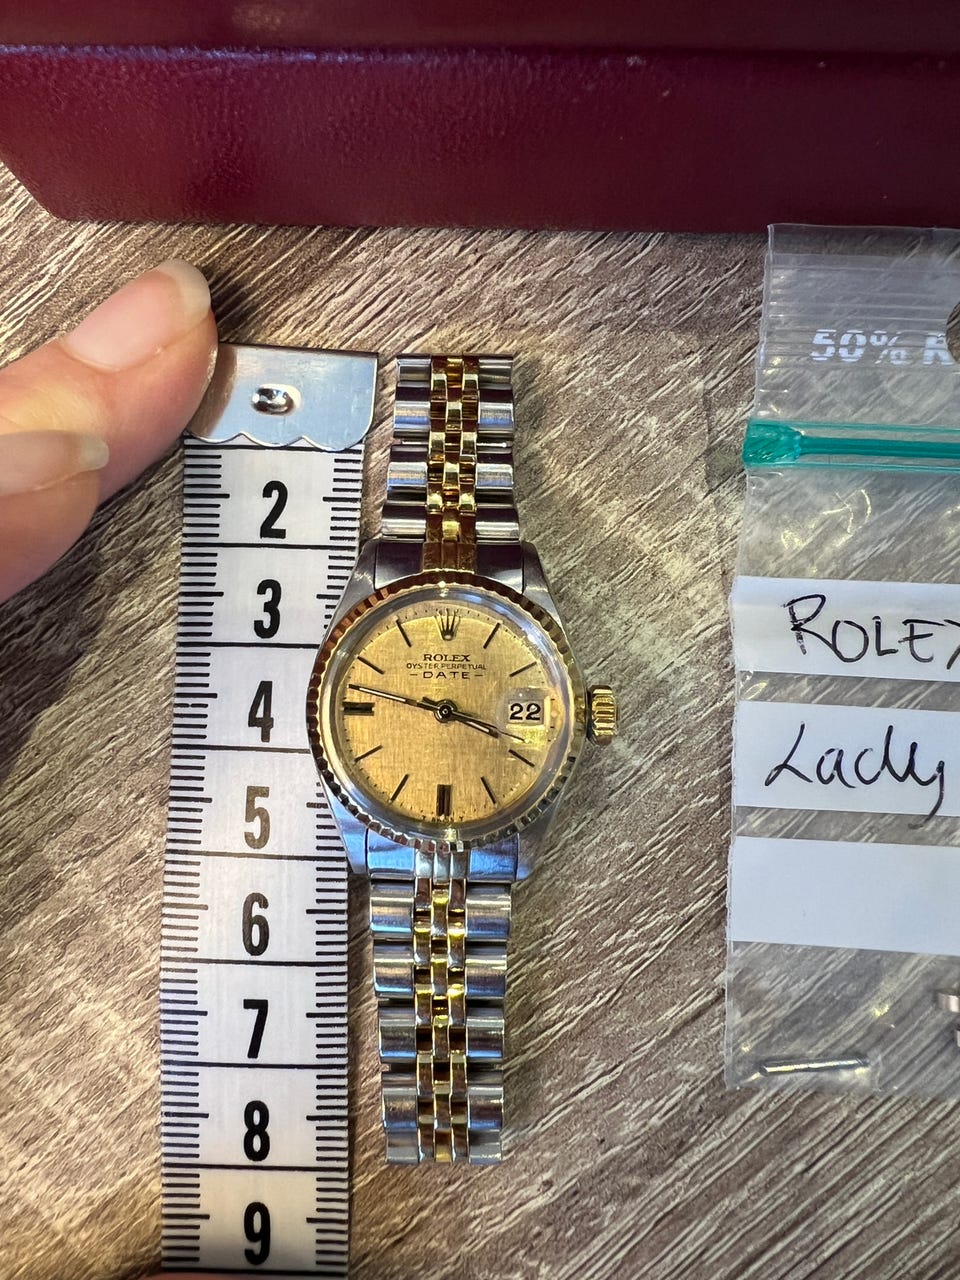 50%
2
3
4
5
6
7
8
9
ROLEX
OYSTER PERPETUAL
DATE
22
ROLEX
Lady